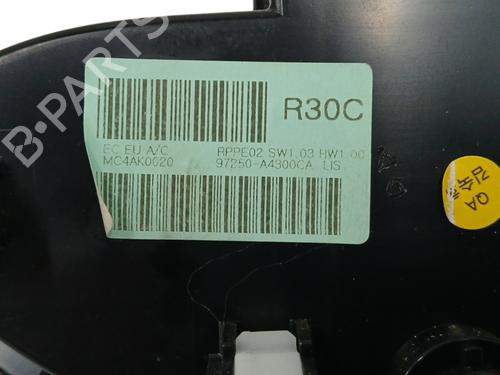 R30C
EC EU A/C RPPE02 SW1.03 HW1.00
MC4AK0020 97250-A4300CA LIS
QA
B-PARTS